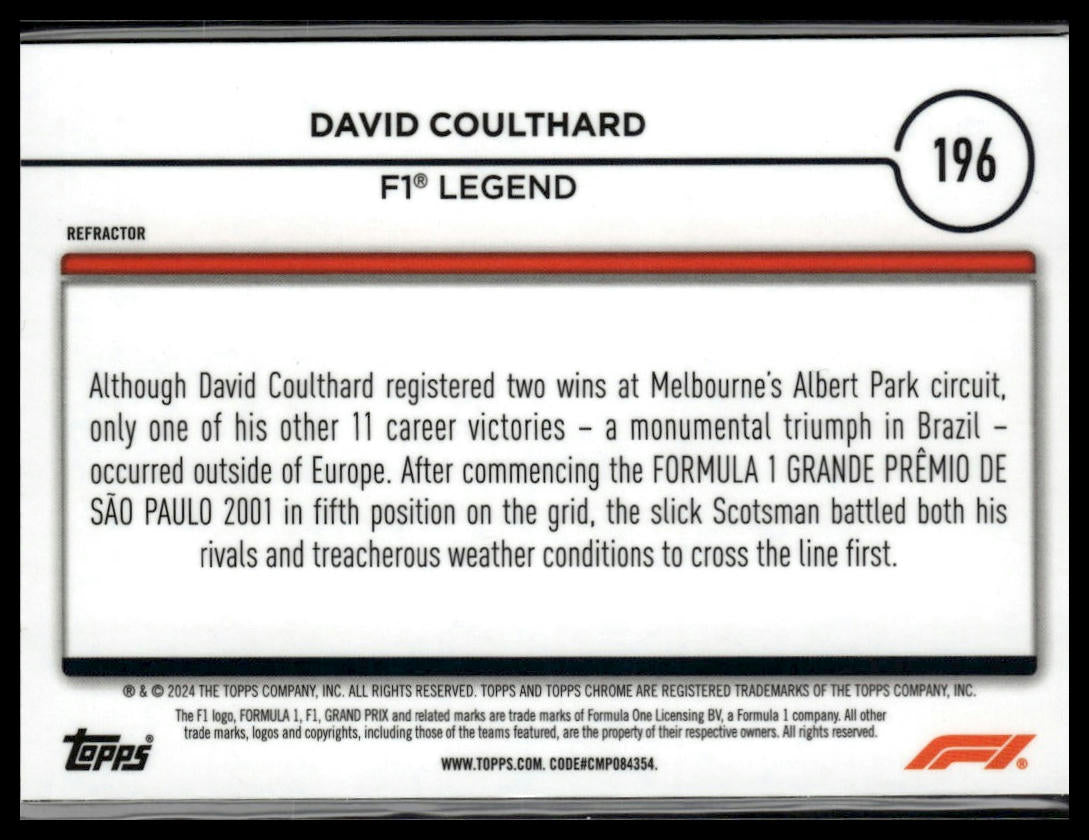 DAVID COULTHARD
196
F1® LEGEND
REFRACTOR
Although David Coulthard registered two wins at Melbourne's Albert Park circuit,
only one of his other 11 career victories – a monumental triumph in Brazil –
occurred outside of Europe. After commencing the FORMULA 1 GRANDE PRÊMIO DE
SÃO PAULO 2001 in fifth position on the grid, the slick Scotsman battled both his
rivals and treacherous weather conditions to cross the line first.
® & © 2024 THE TOPPS COMPANY, INC. ALL RIGHTS RESERVED. TOPPS AND TOPPS CHROME ARE REGISTERED TRADEMARKS OF THE TOPPS COMPANY, INC.
The F1 logo, FORMULA 1, F1, GRAND PRIX and related marks are trade marks of Formula One Licensing BV, a Formula 1 company. All other
trade marks, logos and copyrights, including those of the teams featured, are the property of their respective owners. All rights reserved.
topps®
WWW.TOPPS.COM. CODE#CMP084354.
F1®